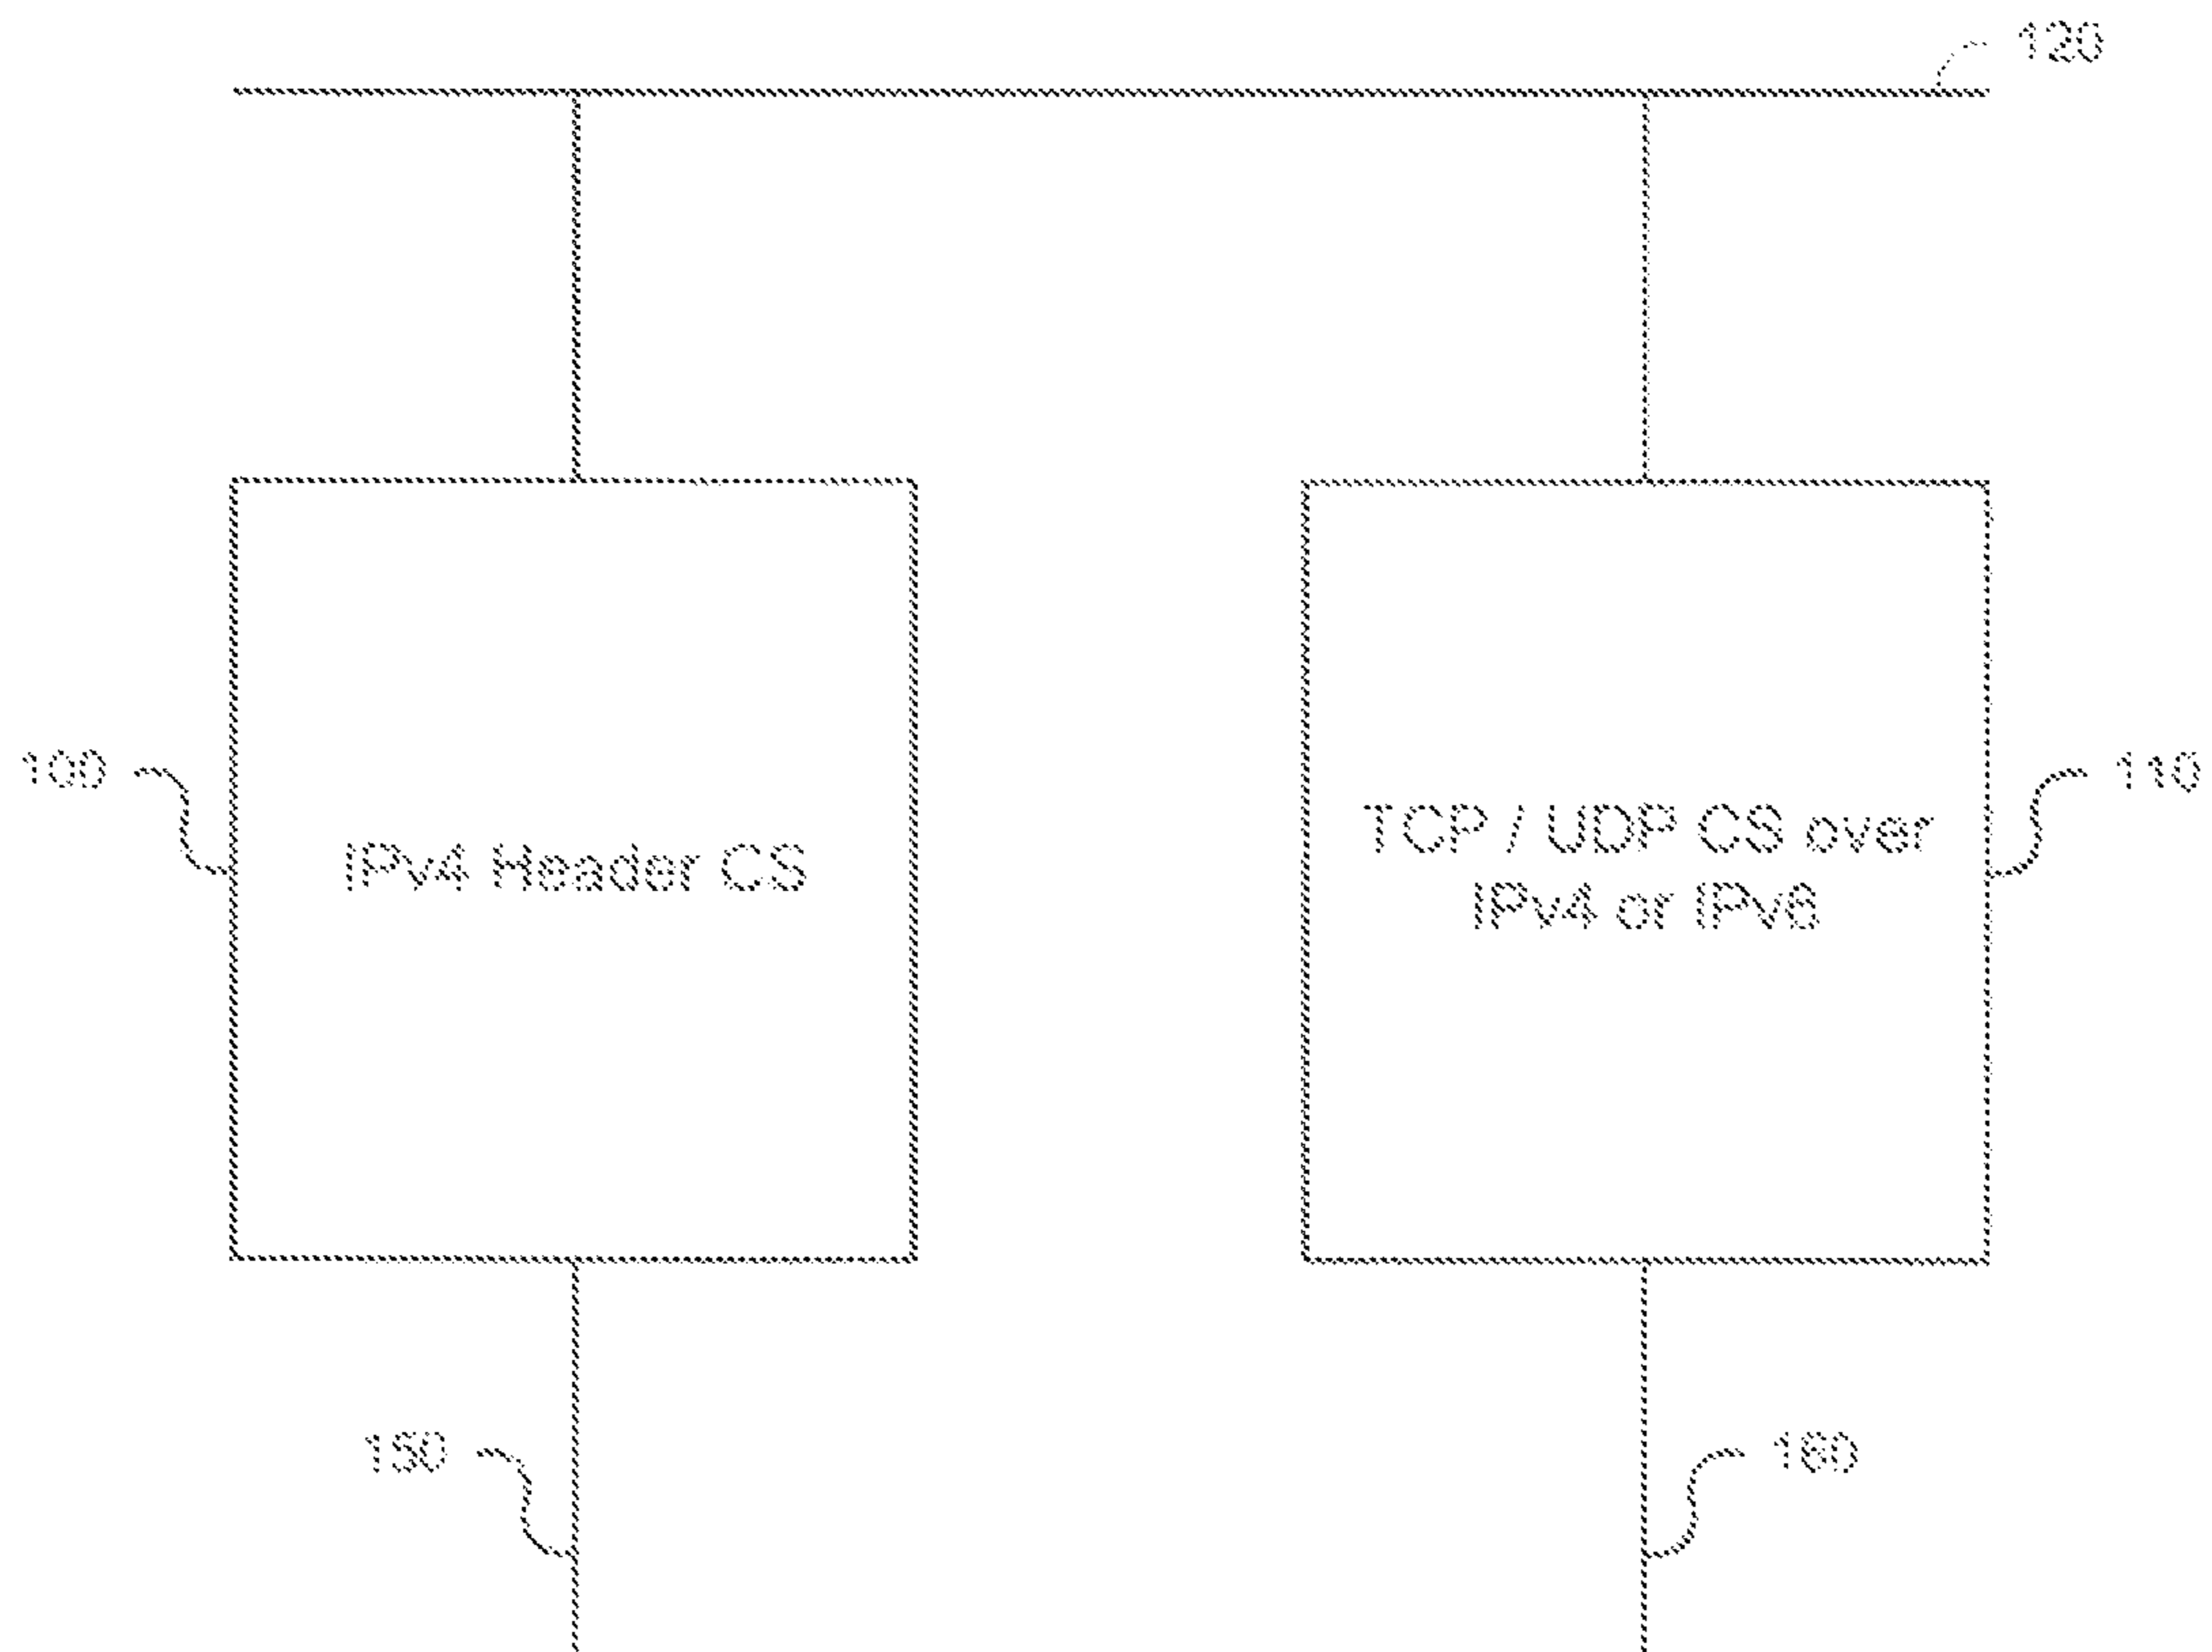 120
100
110
IPv4 Header CS
TCP / UDP CS over
IPv4 or IPv6
150
160